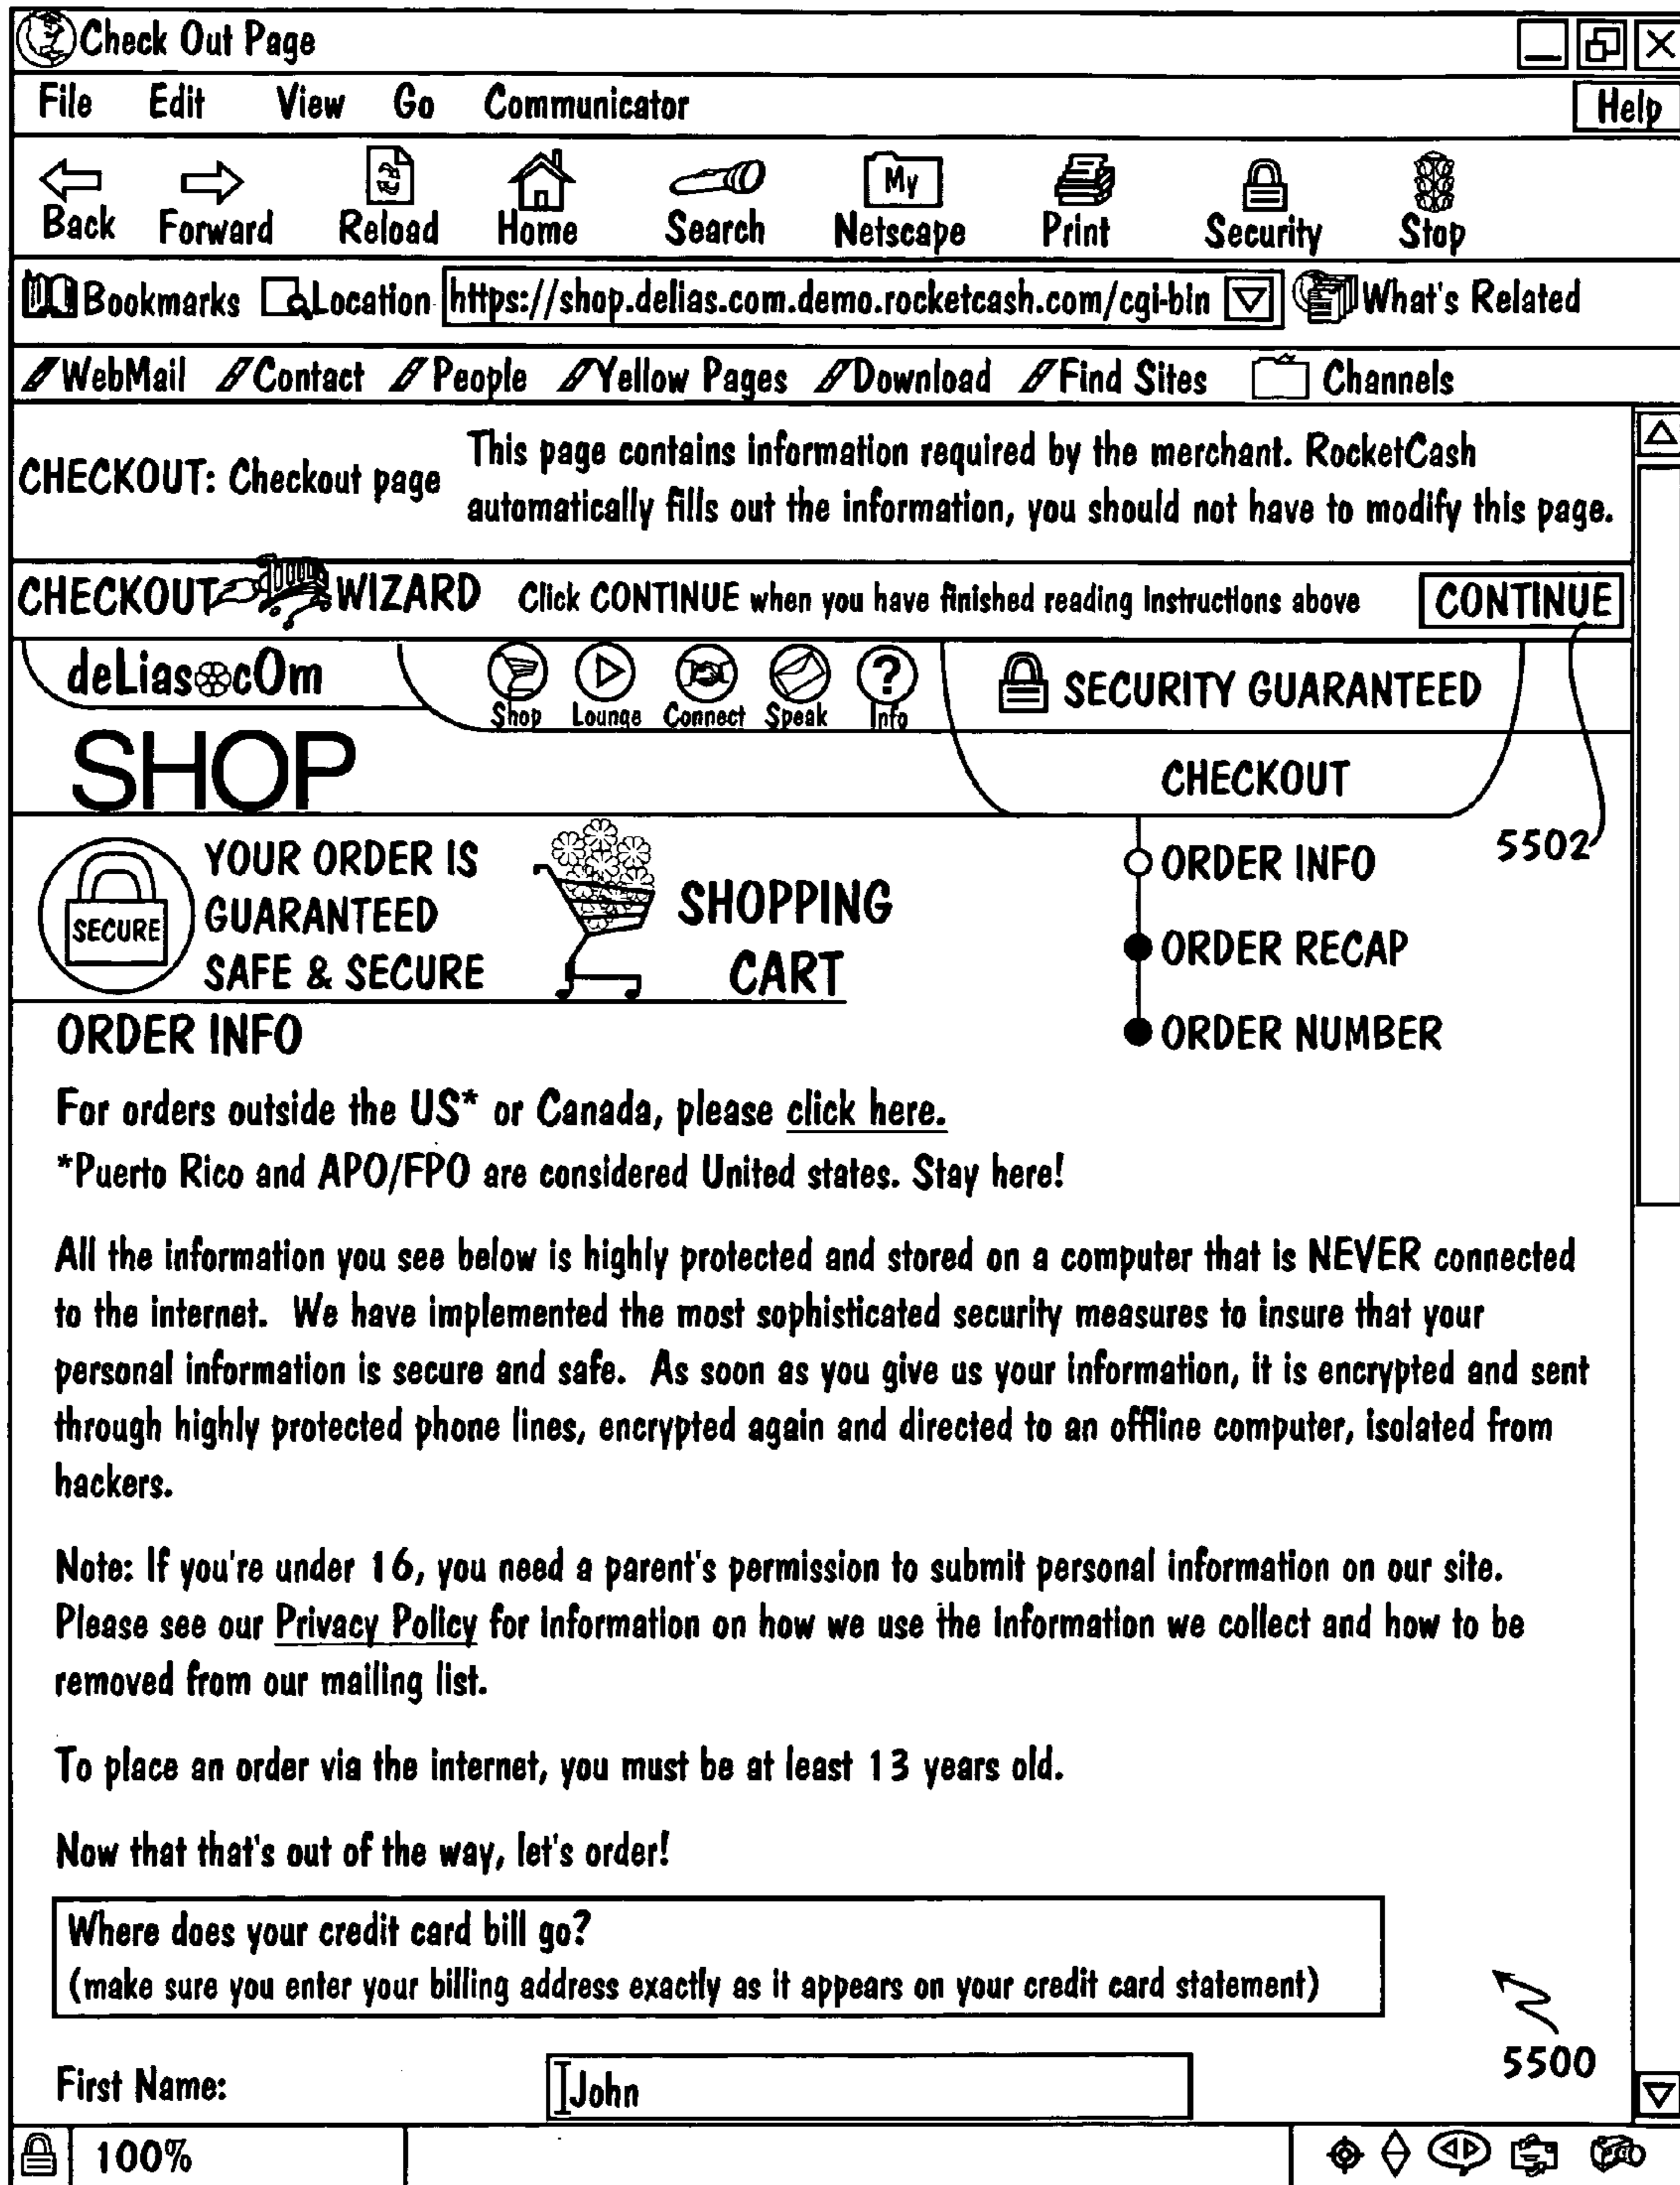 Check Out Page
File Edit View Go Communicator Help
My
Back Forward Reload Home Search Netscape Print Security Stop
Bookmarks Location https://shop.delias.com.demo.rocketcash.com/cgi-bin What's Related
WebMail Contact People Yellow Pages Download Find Sites Channels
This page contains information required by the merchant. RocketCash
CHECKOUT: Checkout page
automatically fills out the information, you should not have to modify this page.
CHECKOUT WIZARD Click CONTINUE when you have finished reading instructions above CONTINUE
deLias cOm ? SECURITY GUARANTEED
Shop Lounge Connect Speak Info
SHOP CHECKOUT
5502
YOUR ORDER IS
GUARANTEED
SAFE & SECURE
SECURE
SHOPPING
CART
ORDER INFO
ORDER RECAP
ORDER NUMBER
ORDER INFO
For orders outside the US* or Canada, please click here.
*Puerto Rico and APO/FPO are considered United states. Stay here!
All the information you see below is highly protected and stored on a computer that is NEVER connected
to the internet. We have implemented the most sophisticated security measures to insure that your
personal information is secure and safe. As soon as you give us your information, it is encrypted and sent
through highly protected phone lines, encrypted again and directed to an offline computer, isolated from
hackers.
Note: If you're under 16, you need a parent's permission to submit personal information on our site.
Please see our Privacy Policy for information on how we use the information we collect and how to be
removed from our mailing list.
To place an order via the internet, you must be at least 13 years old.
Now that that's out of the way, let's order!
Where does your credit card bill go?
(make sure you enter your billing address exactly as it appears on your credit card statement)
5500
First Name: John
100%